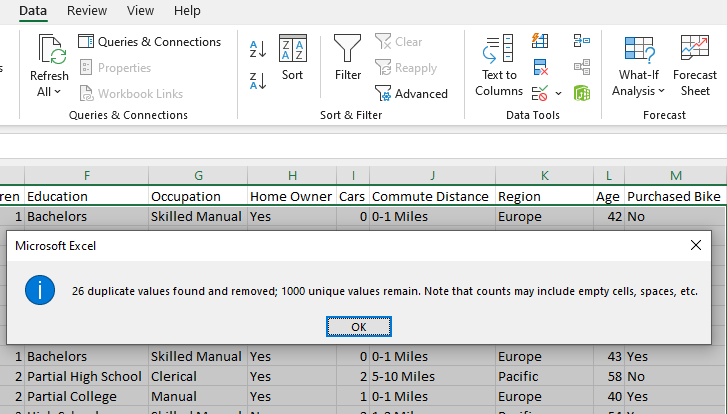 Data Review View Help
Refresh All
Queries & Connections
Properties
Workbook Links
Queries & Connections
A Z
Z A
Z A A Z
Sort
Filter
Clear
Reapply
Advanced
Sort & Filter
Text to Columns
Data Tools
What-If Analysis
Forecast Sheet
Forecast
F G H I J K L M
ren Education Occupation Home Owner Cars Commute Distance Region Age Purchased Bike
1 Bachelors Skilled Manual Yes 0 0-1 Miles Europe 42 No
Microsoft Excel
26 duplicate values found and removed; 1000 unique values remain. Note that counts may include empty cells, spaces, etc.
OK
1 Bachelors Skilled Manual Yes 0 0-1 Miles Europe 43 Yes
2 Partial High School Clerical Yes 2 5-10 Miles Pacific 58 No
2 Partial College Manual Yes 1 0-1 Miles Europe 40 Yes